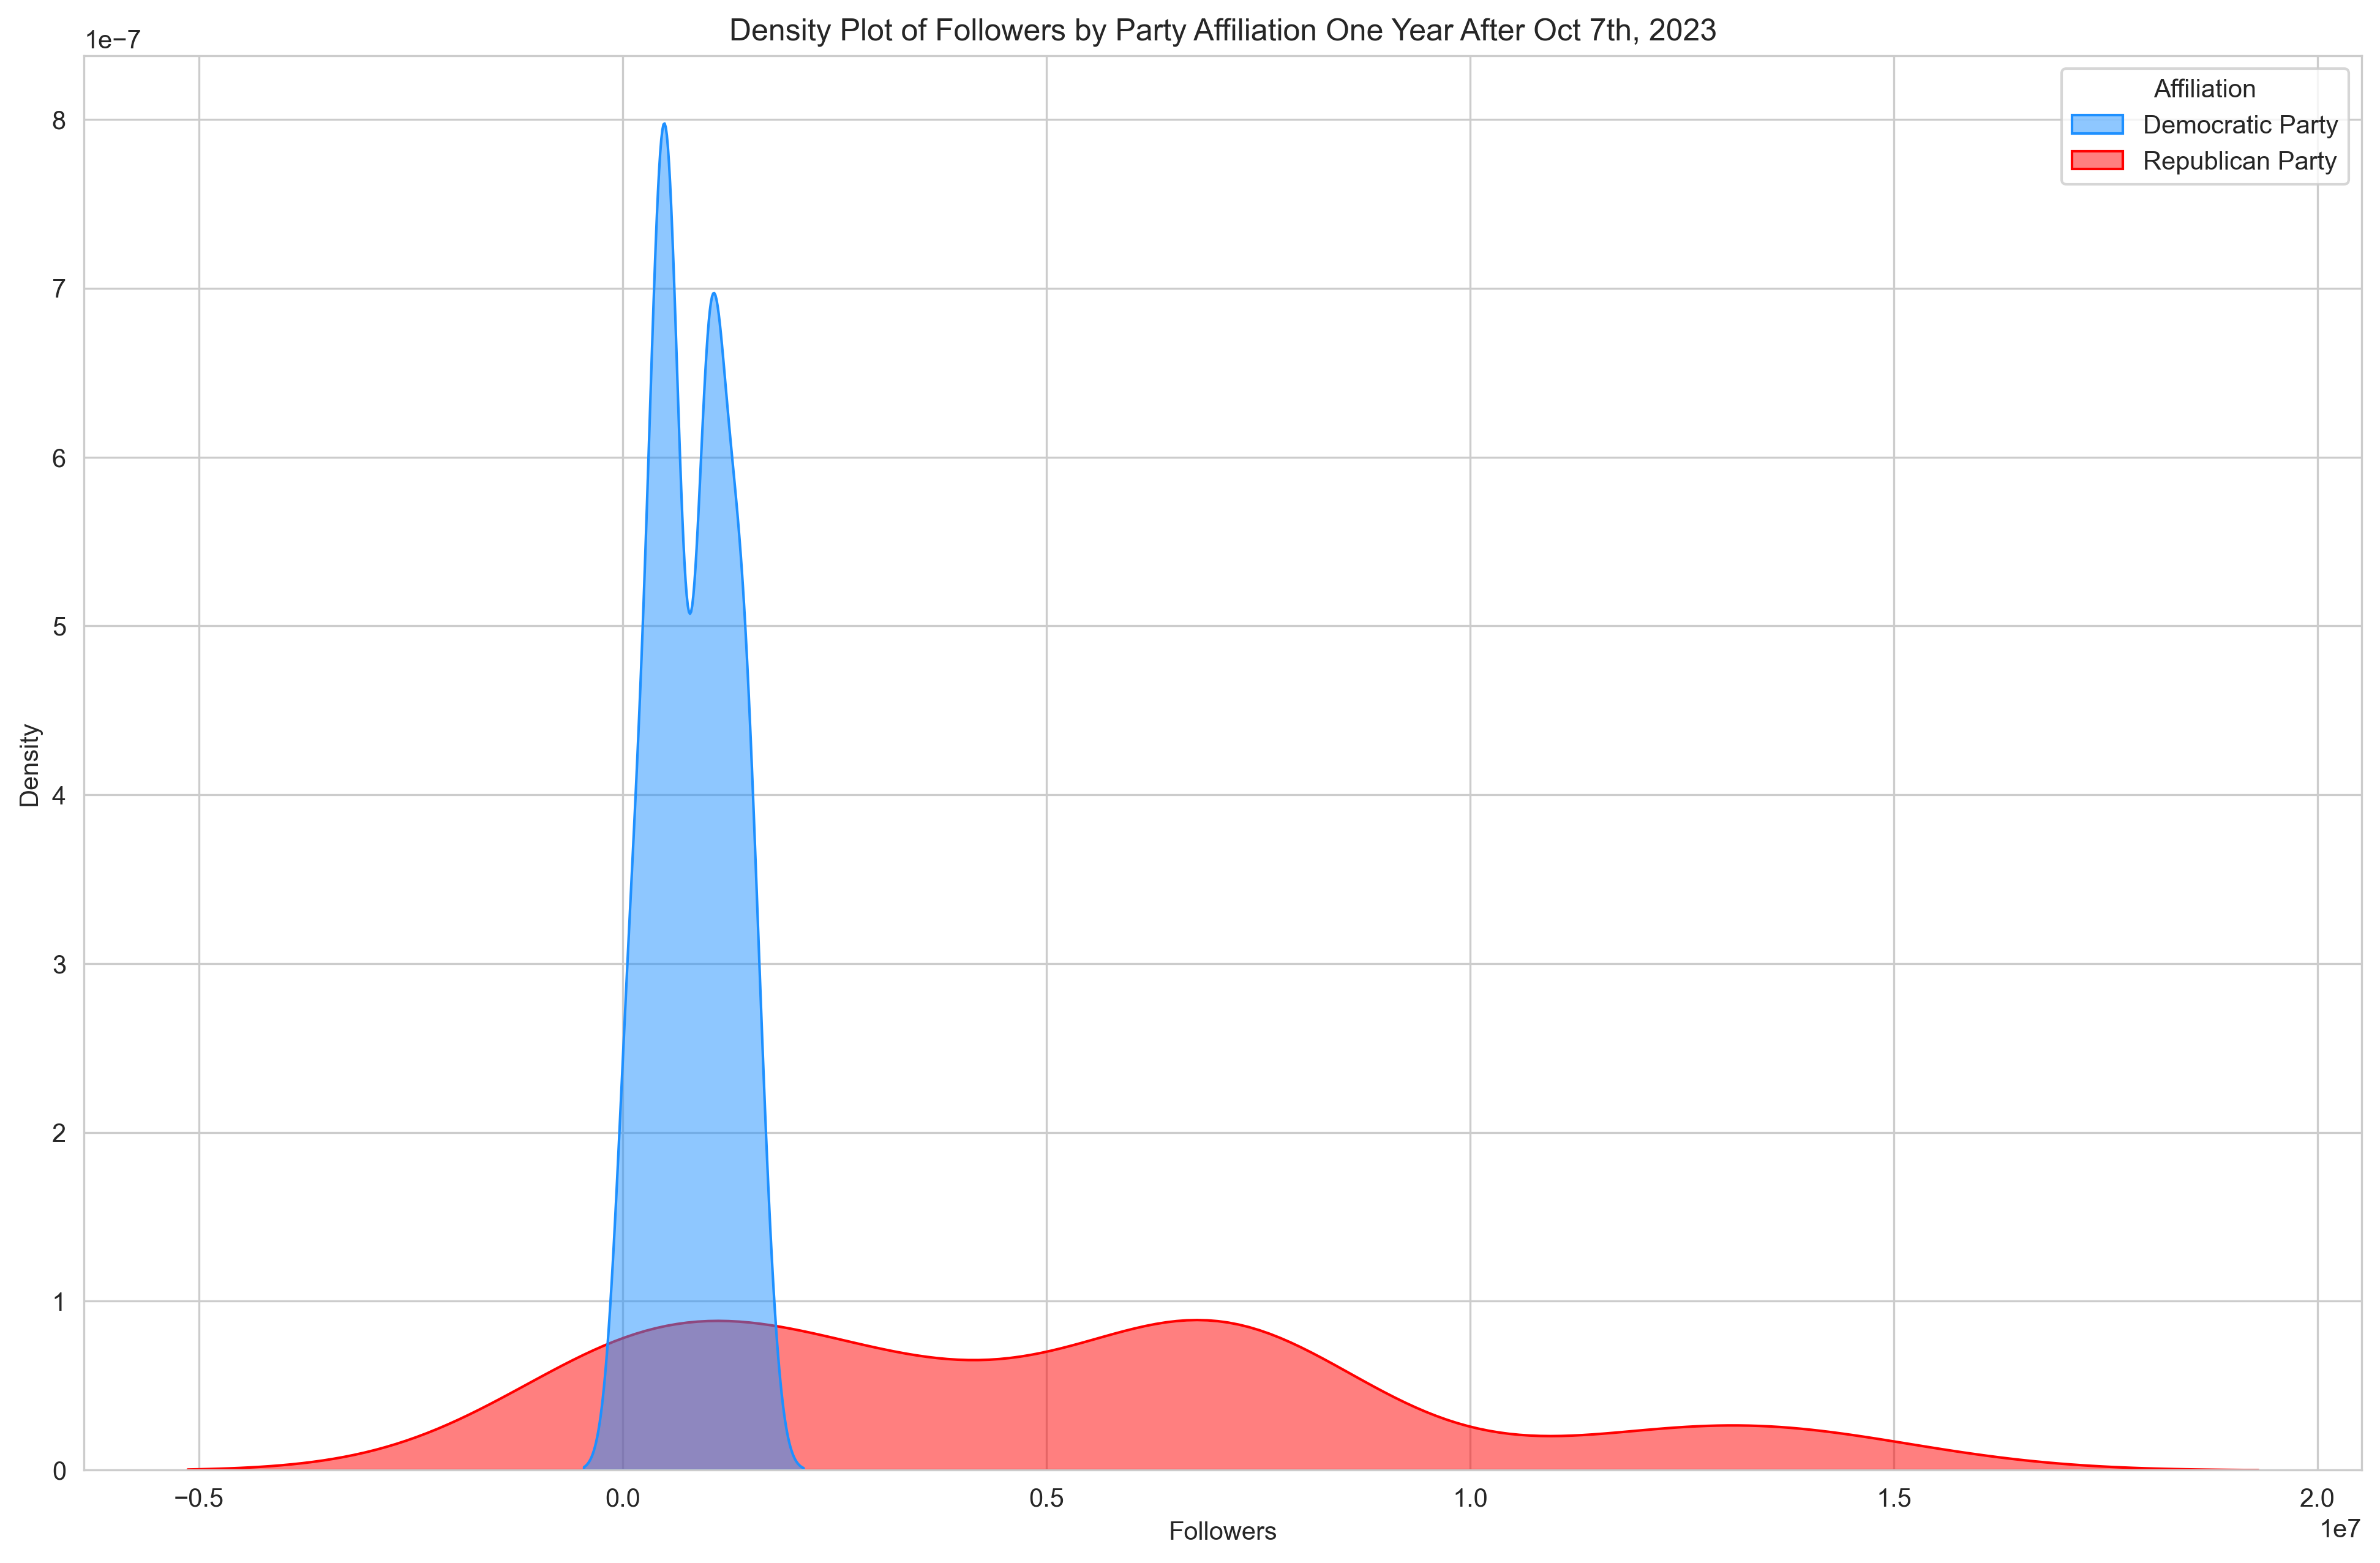 Density Plot of Followers by Party Affiliation One Year After Oct 7th, 2023
1e−7
Affiliation
Democratic Party
Republican Party
8
7
6
5
4
3
2
1
0
Density
−0.5 0.0 0.5 1.0 1.5 2.0
1e7
Followers